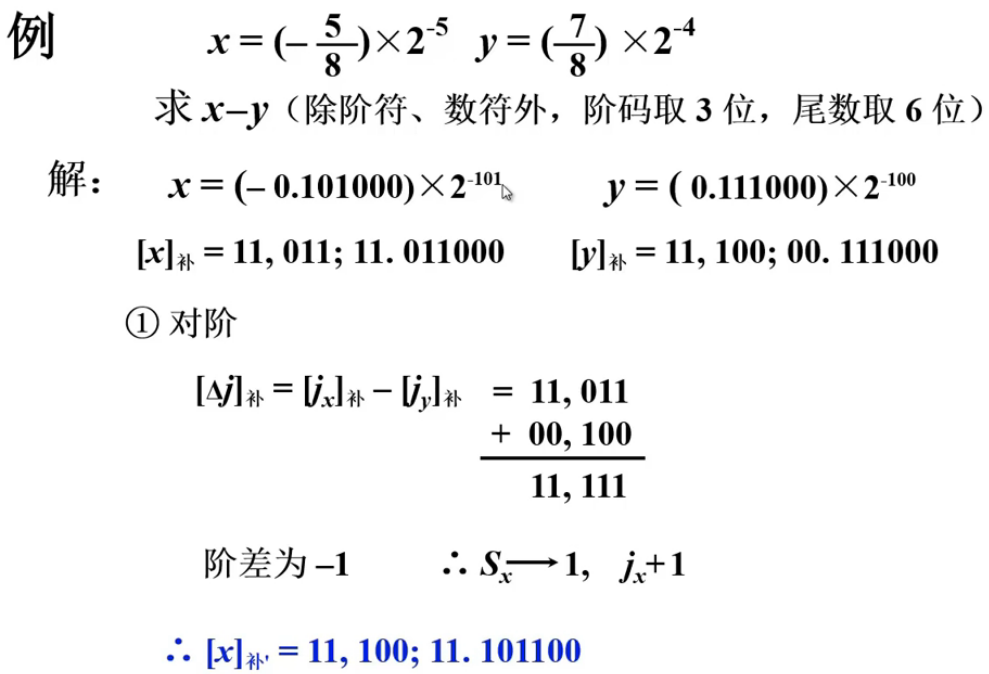 例 x = (– 5/8)×2⁻⁵ y = (7/8) ×2⁻⁴
求 x–y（除阶符、数符外，阶码取 3 位，尾数取 6 位）
解： x = (– 0.101000)×2⁻¹⁰¹ y = ( 0.111000)×2⁻¹⁰⁰
[x]补 = 11, 011; 11. 011000 [y]补 = 11, 100; 00. 111000
① 对阶
[Δj]补 = [jx]补 – [jy]补 = 11, 011
+ 00, 100
11, 111
阶差为 –1 ∴ Sx→1, jx+1
∴ [x]补' = 11, 100; 11. 101100